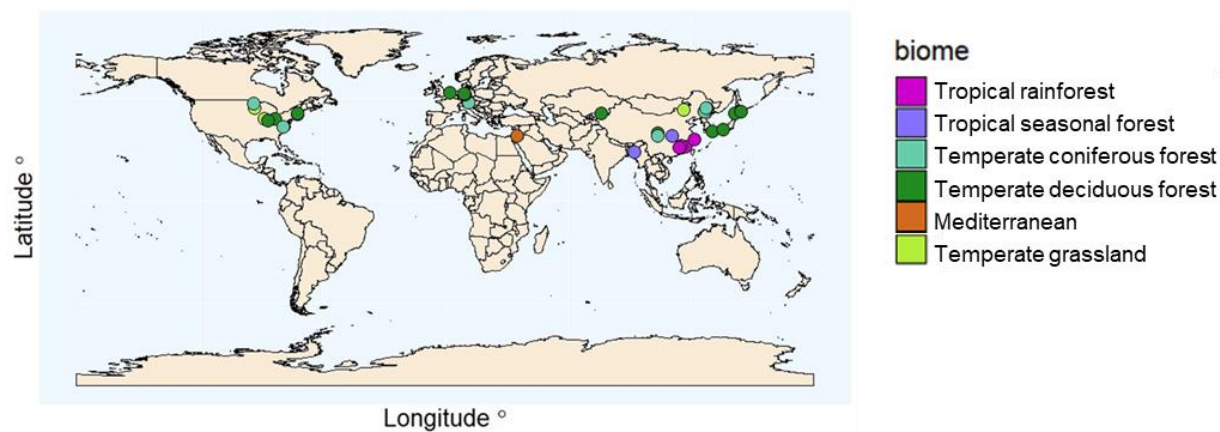 biome
Tropical rainforest
Tropical seasonal forest
Temperate coniferous forest
Temperate deciduous forest
Mediterranean
Temperate grassland
Latitude °
Longitude °